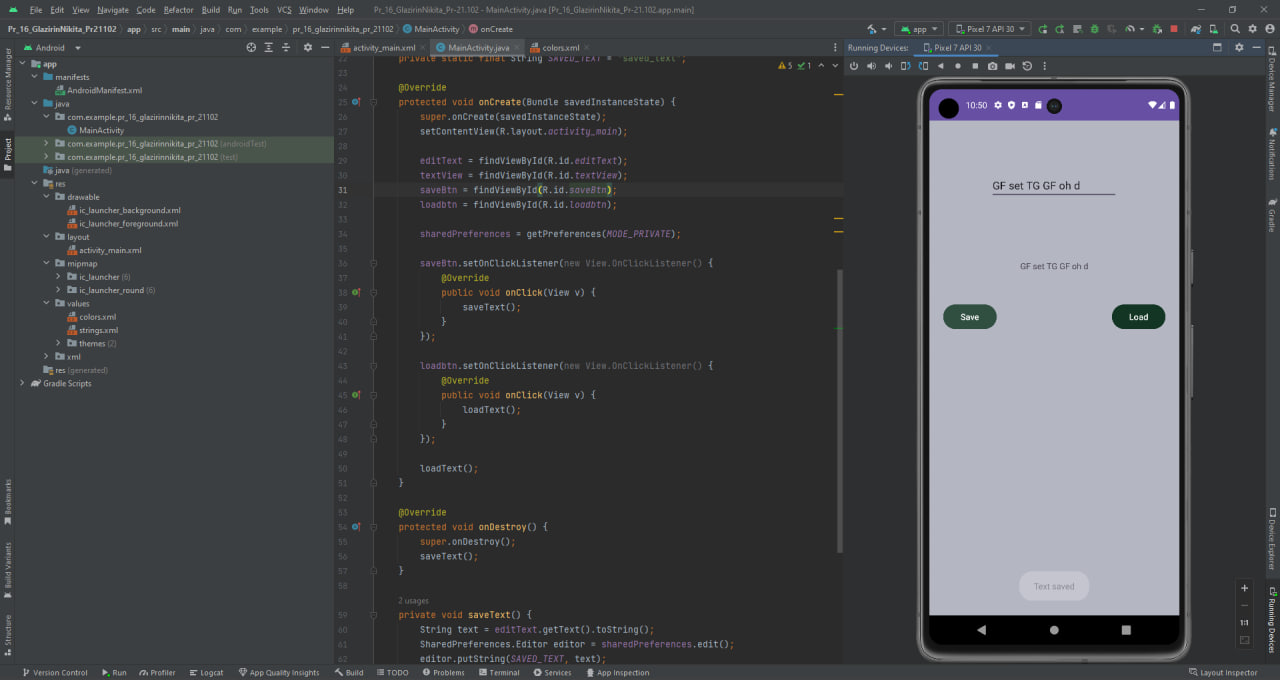 File Edit View Navigate Code Refactor Build Run Tools VCS Window Help Pr_16_GlazirinNikita_Pr-21.102 - MainActivity.java [Pr_16_GlazirinNikita_Pr-21.102.app.main]
Pr_16_GlazirinNikita_Pr21102 app src main java com example pr_16_glazirinnikita_pr_21102 MainActivity onCreate app Pixel 7 API 30
Android activity_main.xml MainActivity.java colors.xml Running Devices: Pixel 7 API 30
Resource Manager
Project
Bookmarks
Build Variants
Structure
app
manifests
AndroidManifest.xml
java
com.example.pr_16_glazirinnikita_pr_21102
MainActivity
com.example.pr_16_glazirinnikita_pr_21102 (androidTest)
com.example.pr_16_glazirinnikita_pr_21102 (test)
java (generated)
res
drawable
ic_launcher_background.xml
ic_launcher_foreground.xml
layout
activity_main.xml
mipmap
ic_launcher (6)
ic_launcher_round (6)
values
colors.xml
strings.xml
themes (2)
xml
res (generated)
Gradle Scripts
5 1
22 private static final String SAVED_TEXT = "saved_text";
23
24 @Override
25 protected void onCreate(Bundle savedInstanceState) {
26 super.onCreate(savedInstanceState);
27 setContentView(R.layout.activity_main);
28
29 editText = findViewById(R.id.editText);
30 textView = findViewById(R.id.textView);
31 saveBtn = findViewById(R.id.saveBtn);
32 loadbtn = findViewById(R.id.loadbtn);
33
34 sharedPreferences = getPreferences(MODE_PRIVATE);
35
36 saveBtn.setOnClickListener(new View.OnClickListener() {
37 @Override
38 public void onClick(View v) {
39 saveText();
40 }
41 });
42
43 loadbtn.setOnClickListener(new View.OnClickListener() {
44 @Override
45 public void onClick(View v) {
46 loadText();
47 }
48 });
49
50 loadText();
51 }
52
53 @Override
54 protected void onDestroy() {
55 super.onDestroy();
56 saveText();
57 }
58
2 usages
59 private void saveText() {
60 String text = editText.getText().toString();
61 SharedPreferences.Editor editor = sharedPreferences.edit();
62 editor.putString(SAVED_TEXT, text);
10:50
GF set TG GF oh d
GF set TG GF oh d
Save Load
Text saved
1:1
Device Manager
Notifications
Gradle
Device Explorer
Running Devices
Version Control Run Profiler Logcat App Quality Insights Build TODO Problems Terminal Services App Inspection Layout Inspector